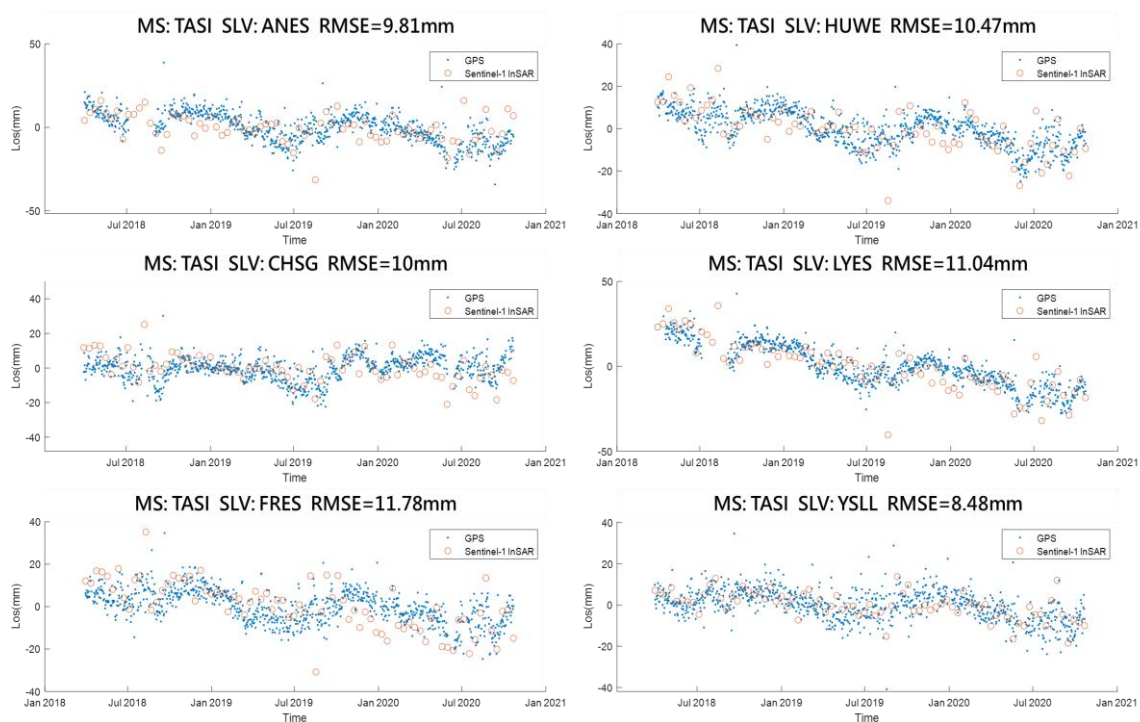 MS: TASI SLV: ANES RMSE=9.81mm
50
0
-50
Los(mm)
GPS
Sentinel-1 InSAR
Jul 2018 Jan 2019 Jul 2019 Jan 2020 Jul 2020 Jan 2021
Time
MS: TASI SLV: HUWE RMSE=10.47mm
40
20
0
-20
-40
Los(mm)
GPS
Sentinel-1 InSAR
Jan 2018 Jul 2018 Jan 2019 Jul 2019 Jan 2020 Jul 2020 Jan 2021
Time
MS: TASI SLV: CHSG RMSE=10mm
40
20
0
-20
-40
Los(mm)
GPS
Sentinel-1 InSAR
Jul 2018 Jan 2019 Jul 2019 Jan 2020 Jul 2020 Jan 2021
Time
MS: TASI SLV: LYES RMSE=11.04mm
50
0
-50
Los(mm)
GPS
Sentinel-1 InSAR
Jan 2018 Jul 2018 Jan 2019 Jul 2019 Jan 2020 Jul 2020 Jan 2021
Time
MS: TASI SLV: FRES RMSE=11.78mm
40
20
0
-20
-40
Los(mm)
GPS
Sentinel-1 InSAR
Jan 2018 Jul 2018 Jan 2019 Jul 2019 Jan 2020 Jul 2020 Jan 2021
Time
MS: TASI SLV: YSLL RMSE=8.48mm
40
20
0
-20
-40
Los(mm)
GPS
Sentinel-1 InSAR
Jan 2018 Jul 2018 Jan 2019 Jul 2019 Jan 2020 Jul 2020 Jan 2021
Time